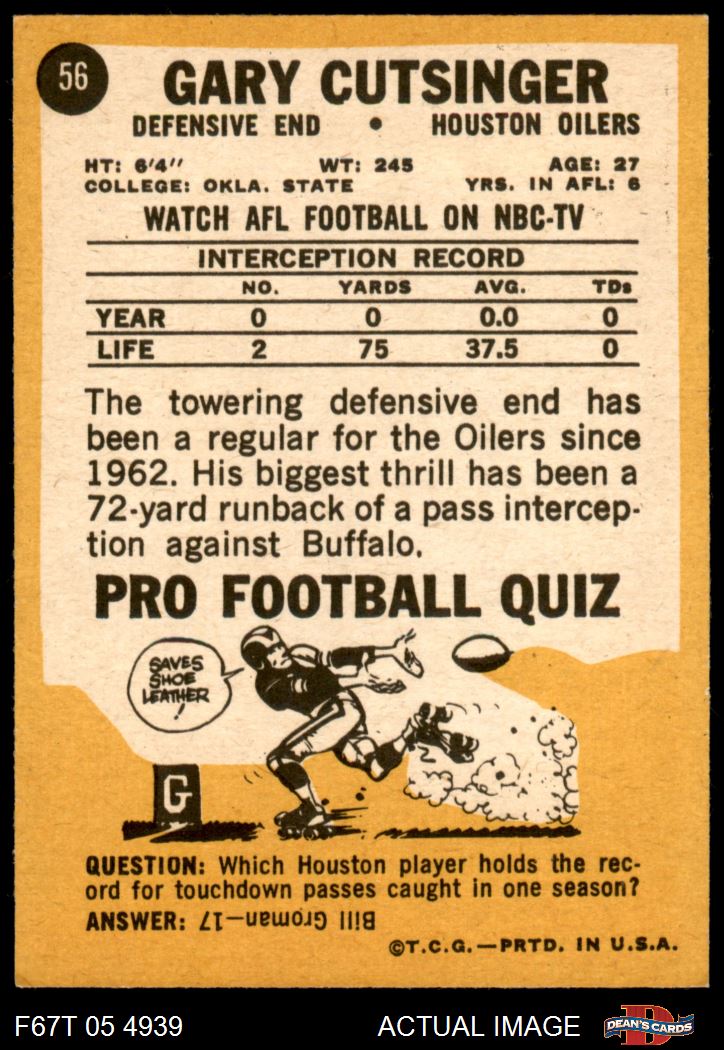 56
GARY CUTSINGER
DEFENSIVE END • HOUSTON OILERS
HT: 6'4'' WT: 245 AGE: 27
COLLEGE: OKLA. STATE YRS. IN AFL: 6
WATCH AFL FOOTBALL ON NBC-TV
INTERCEPTION RECORD
NO. YARDS AVG. TDs
YEAR 0 0 0.0 0
LIFE 2 75 37.5 0
The towering defensive end has
been a regular for the Oilers since
1962. His biggest thrill has been a
72-yard runback of a pass intercep-
tion against Buffalo.
PRO FOOTBALL QUIZ
SAVES
SHOE
LEATHER
!
G
QUESTION: Which Houston player holds the rec-
ord for touchdown passes caught in one season?
ANSWER: Bill Groman—17
©T.C.G.—PRTD. IN U.S.A.
F67T 05 4939 ACTUAL IMAGE
D
DEAN'S CARDS